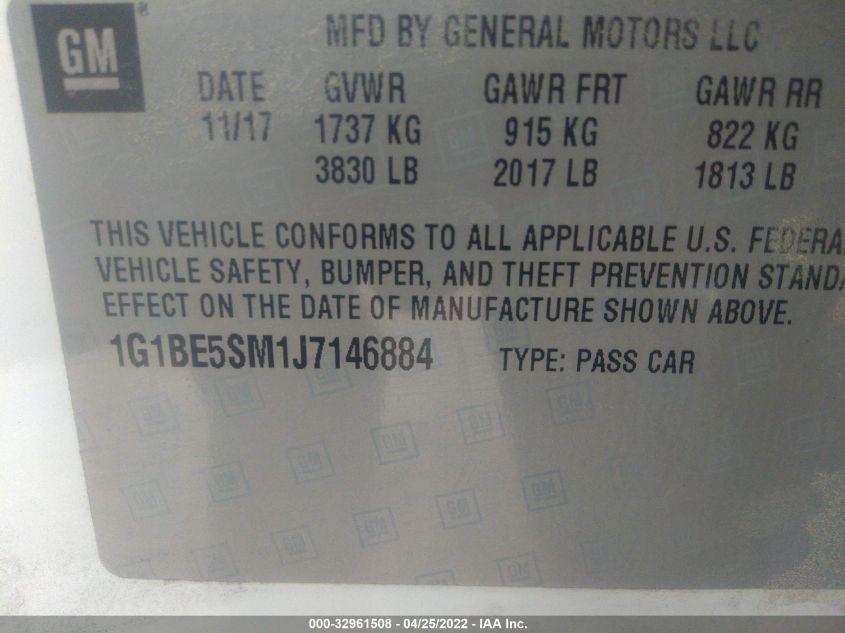 GM
MFD BY GENERAL MOTORS LLC
DATE GVWR GAWR FRT GAWR RR
11/17 1737 KG 915 KG 822 KG
3830 LB 2017 LB 1813 LB
THIS VEHICLE CONFORMS TO ALL APPLICABLE U.S. FEDERA
VEHICLE SAFETY, BUMPER, AND THEFT PREVENTION STANDA
EFFECT ON THE DATE OF MANUFACTURE SHOWN ABOVE.
1G1BE5SM1J7146884 TYPE: PASS CAR
000-32961508 - 04/25/2022 - IAA Inc.